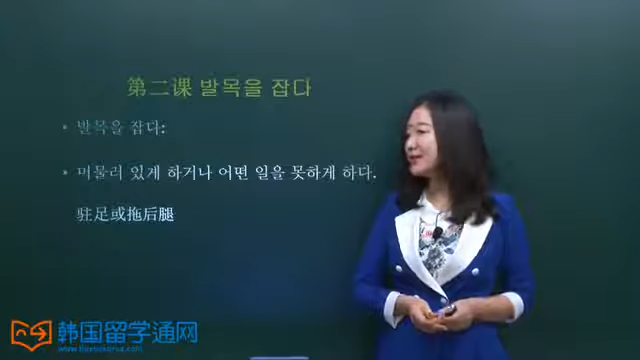 第二课 발목을 잡다
• 발목을 잡다:
• 머물러 있게 하거나 어떤 일을 못하게 하다.
驻足或拖后腿
韩国留学通网